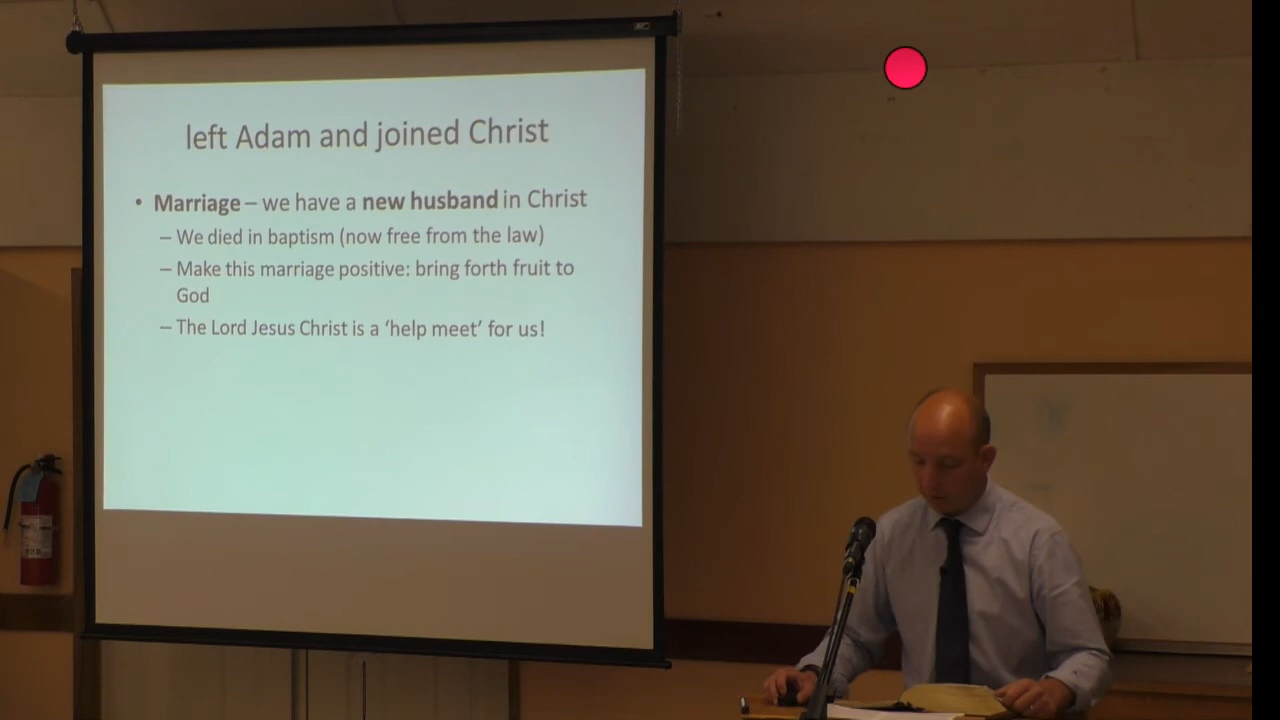 left Adam and joined Christ
• Marriage – we have a new husband in Christ
– We died in baptism (now free from the law)
– Make this marriage positive: bring forth fruit to
God
– The Lord Jesus Christ is a ‘help meet’ for us!